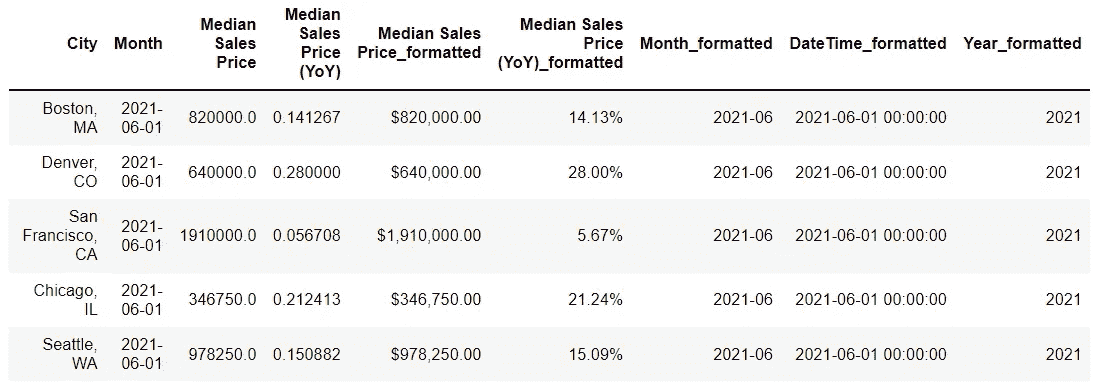 City Month Median Sales Price Median Sales Price (YoY) Median Sales Price_formatted Median Sales Price (YoY)_formatted Month_formatted DateTime_formatted Year_formatted
Boston, MA 2021-06-01 820000.0 0.141267 $820,000.00 14.13% 2021-06 2021-06-01 00:00:00 2021
Denver, CO 2021-06-01 640000.0 0.280000 $640,000.00 28.00% 2021-06 2021-06-01 00:00:00 2021
San Francisco, CA 2021-06-01 1910000.0 0.056708 $1,910,000.00 5.67% 2021-06 2021-06-01 00:00:00 2021
Chicago, IL 2021-06-01 346750.0 0.212413 $346,750.00 21.24% 2021-06 2021-06-01 00:00:00 2021
Seattle, WA 2021-06-01 978250.0 0.150882 $978,250.00 15.09% 2021-06 2021-06-01 00:00:00 2021